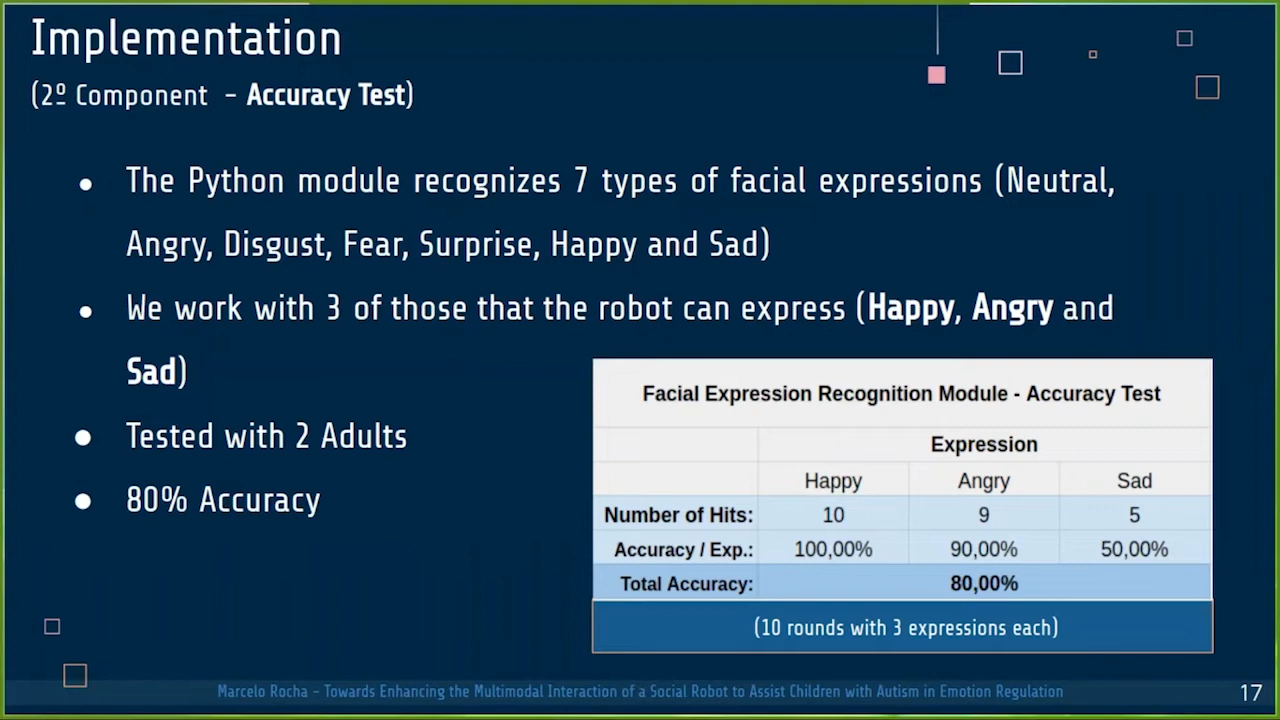 Implementation
(2º Component - Accuracy Test)
● The Python module recognizes 7 types of facial expressions (Neutral,
Angry, Disgust, Fear, Surprise, Happy and Sad)
● We work with 3 of those that the robot can express (Happy, Angry and
Sad)
● Tested with 2 Adults
● 80% Accuracy
Facial Expression Recognition Module - Accuracy Test
Expression
Happy Angry Sad
Number of Hits: 10 9 5
Accuracy / Exp.: 100,00% 90,00% 50,00%
Total Accuracy: 80,00%
(10 rounds with 3 expressions each)
Marcelo Rocha - Towards Enhancing the Multimodal Interaction of a Social Robot to Assist Children with Autism in Emotion Regulation
17